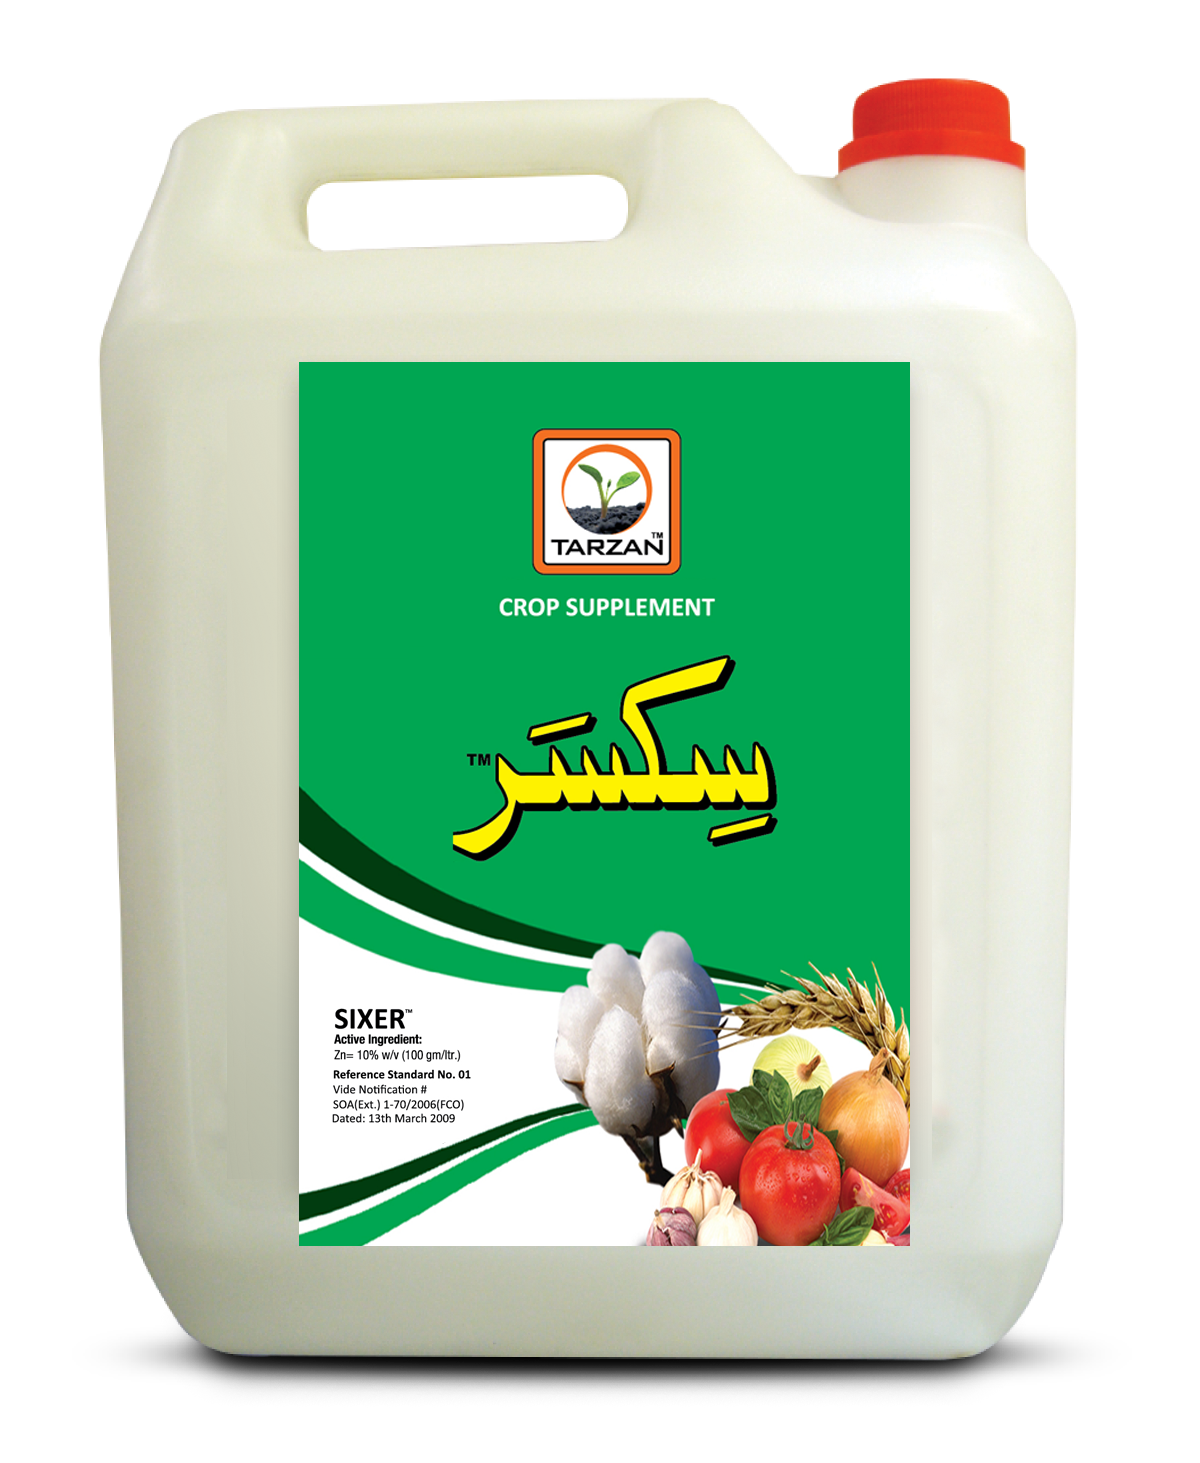 TARZAN™
CROP SUPPLEMENT
سِکسَر™
SIXER™
Active Ingredient:
Zn= 10% w/v (100 gm/ltr.)
Reference Standard No. 01
Vide Notification #
SOA(Ext.) 1-70/2006(FCO)
Dated: 13th March 2009